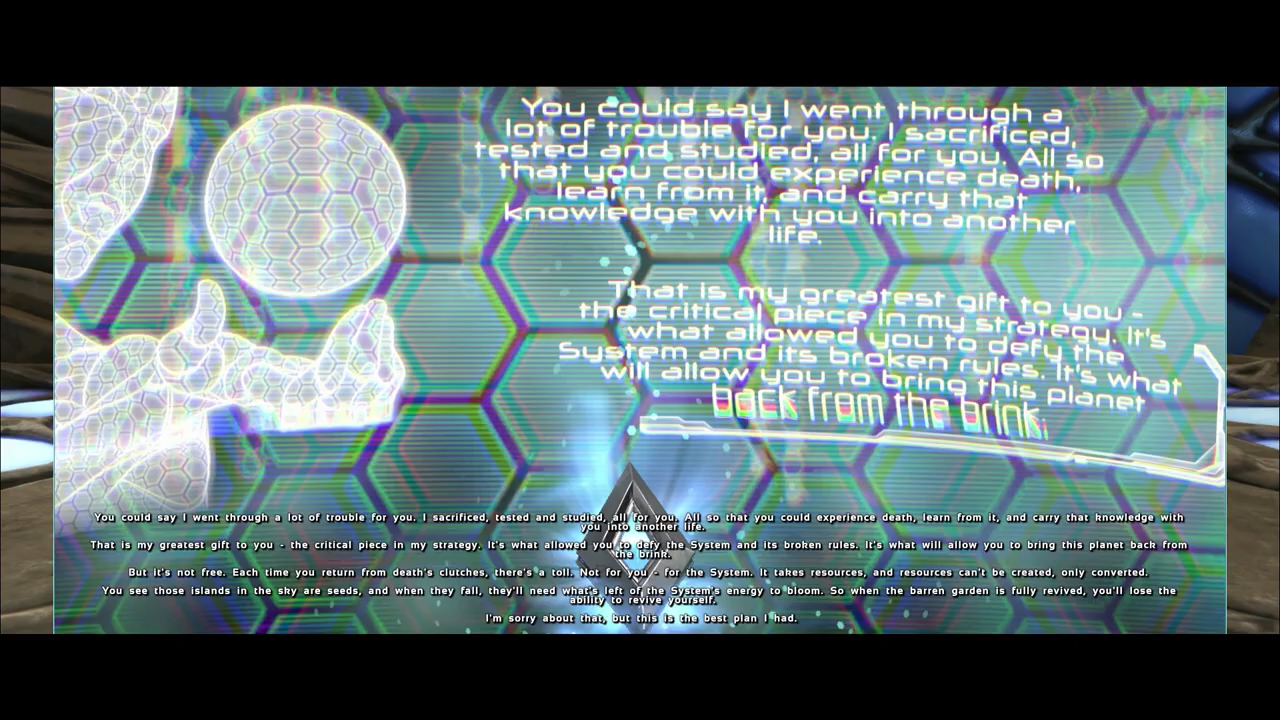 You could say I went through a
lot of trouble for you. I sacrificed,
tested and studied, all for you. All so
that you could experience death,
learn from it, and carry that
knowledge with you into another
life.
That is my greatest gift to you -
the critical piece in my strategy. It's
what allowed you to defy the
System and its broken rules. It's what
will allow you to bring this planet
back from the brink.
You could say I went through a lot of trouble for you. I sacrificed, tested and studied, all for you. All so that you could experience death, learn from it, and carry that knowledge with
you into another life.
That is my greatest gift to you - the critical piece in my strategy. It's what allowed you to defy the System and its broken rules. It's what will allow you to bring this planet back from
the brink.
But it's not free. Each time you return from death's clutches, there's a toll. Not for you - for the System. It takes resources, and resources can't be created, only converted.
You see those islands in the sky are seeds, and when they fall, they'll need what's left of the System's energy to bloom. So when the barren garden is fully revived, you'll lose the
ability to revive yourself.
I'm sorry about that, but this is the best plan I had.